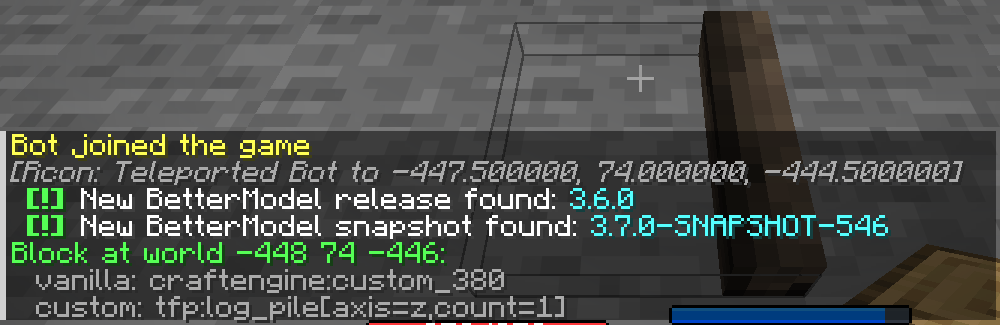 Bot joined the game
[Rcon: Teleported Bot to -447.500000, 74.000000, -444.500000]
[!] New BetterModel release found: 3.6.0
[!] New BetterModel snapshot found: 3.7.0-SNAPSHOT-546
Block at world -448 74 -446:
vanilla: craftengine:custom_380
custom: tfp:log_pile[axis=z,count=1]